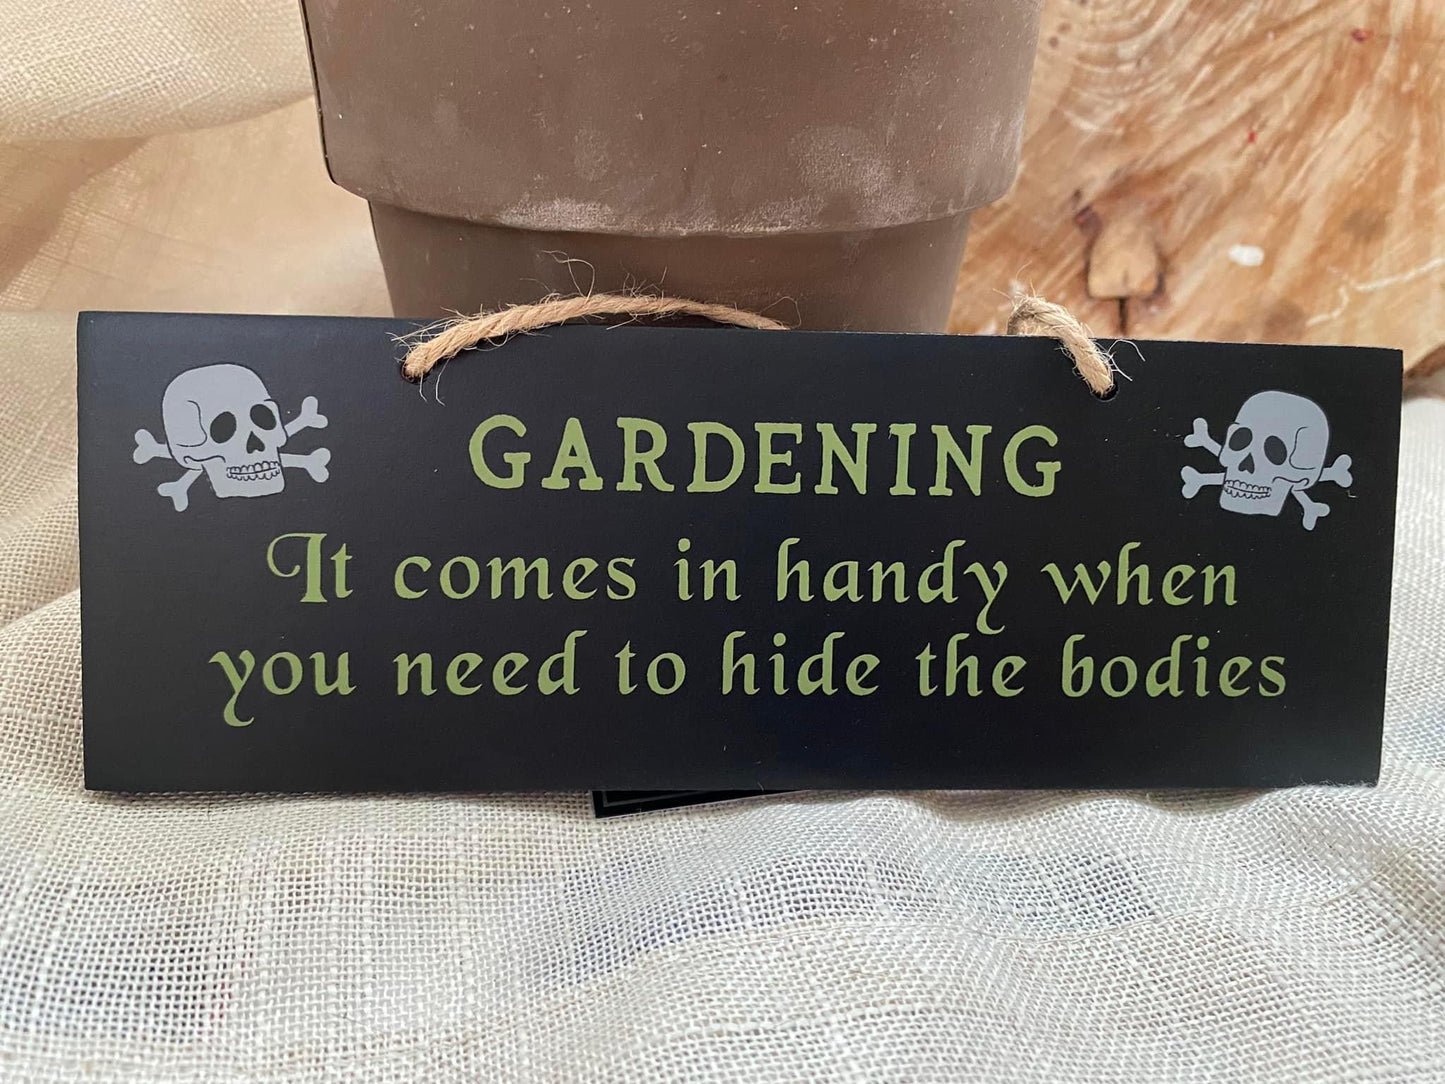 GARDENING
It comes in handy when
you need to hide the bodies